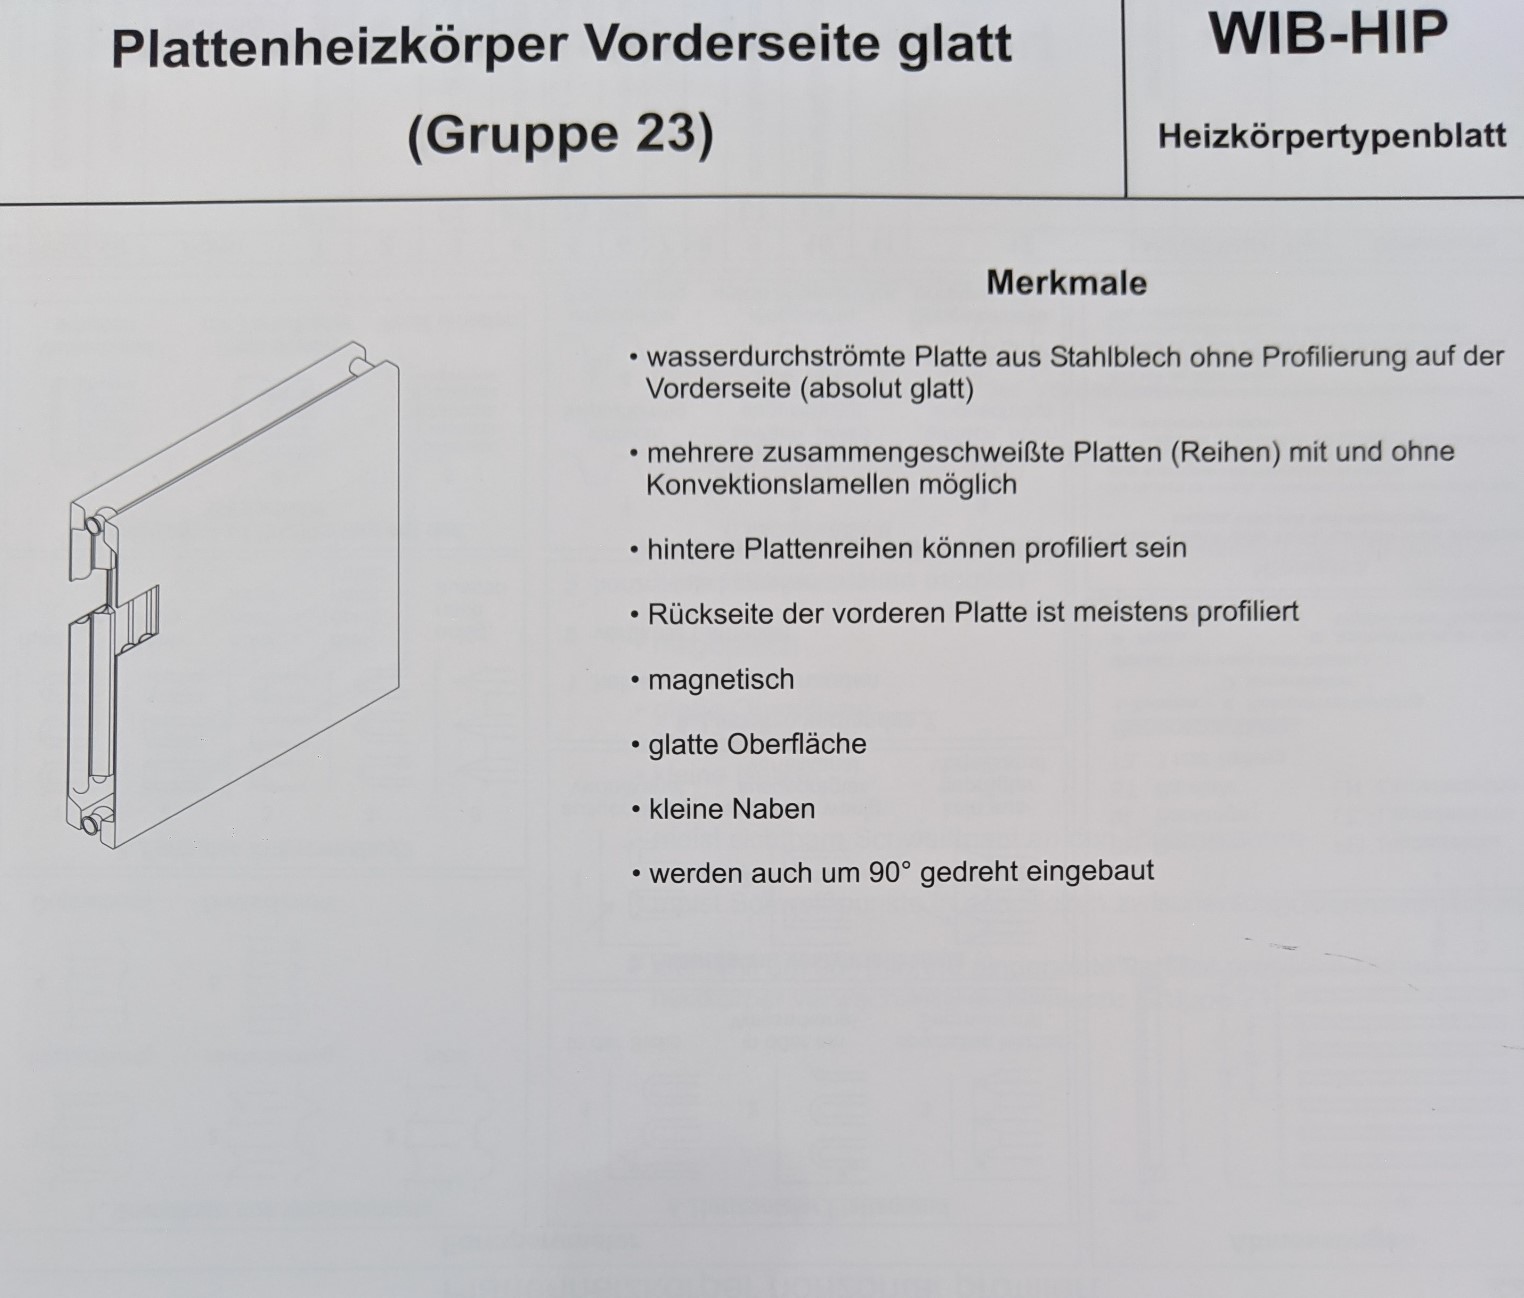 Plattenheizkörper Vorderseite glatt
(Gruppe 23)
WIB-HIP
Heizkörpertypenblatt
Merkmale
• wasserdurchströmte Platte aus Stahlblech ohne Profilierung auf der
Vorderseite (absolut glatt)
• mehrere zusammengeschweißte Platten (Reihen) mit und ohne
Konvektionslamellen möglich
• hintere Plattenreihen können profiliert sein
• Rückseite der vorderen Platte ist meistens profiliert
• magnetisch
• glatte Oberfläche
• kleine Naben
• werden auch um 90° gedreht eingebaut